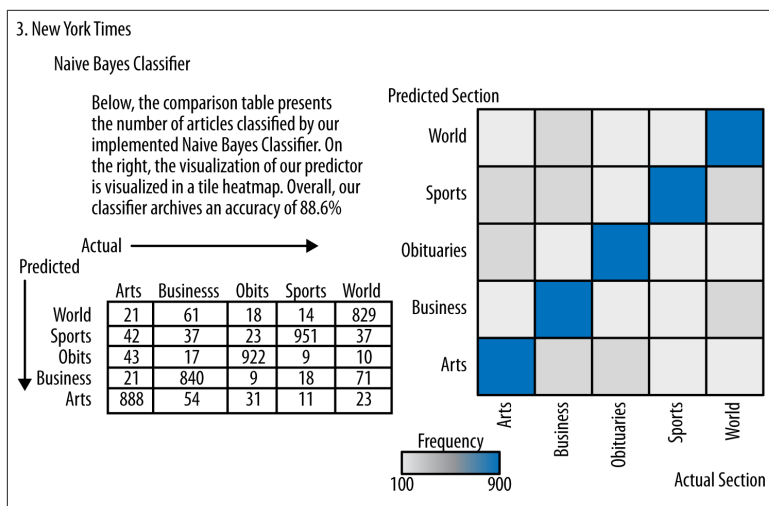 3. New York Times
Naive Bayes Classifier
Below, the comparison table presents
the number of articles classified by our
implemented Naive Bayes Classifier. On
the right, the visualization of our predictor
is visualized in a tile heatmap. Overall, our
classifier archives an accuracy of 88.6%
Actual
Predicted
Arts Businesss Obits Sports World
World 21 61 18 14 829
Sports 42 37 23 951 37
Obits 43 17 922 9 10
Business 21 840 9 18 71
Arts 888 54 31 11 23
Predicted Section
World
Sports
Obituaries
Business
Arts
Arts
Business
Obituaries
Sports
World
Frequency
100 900
Actual Section